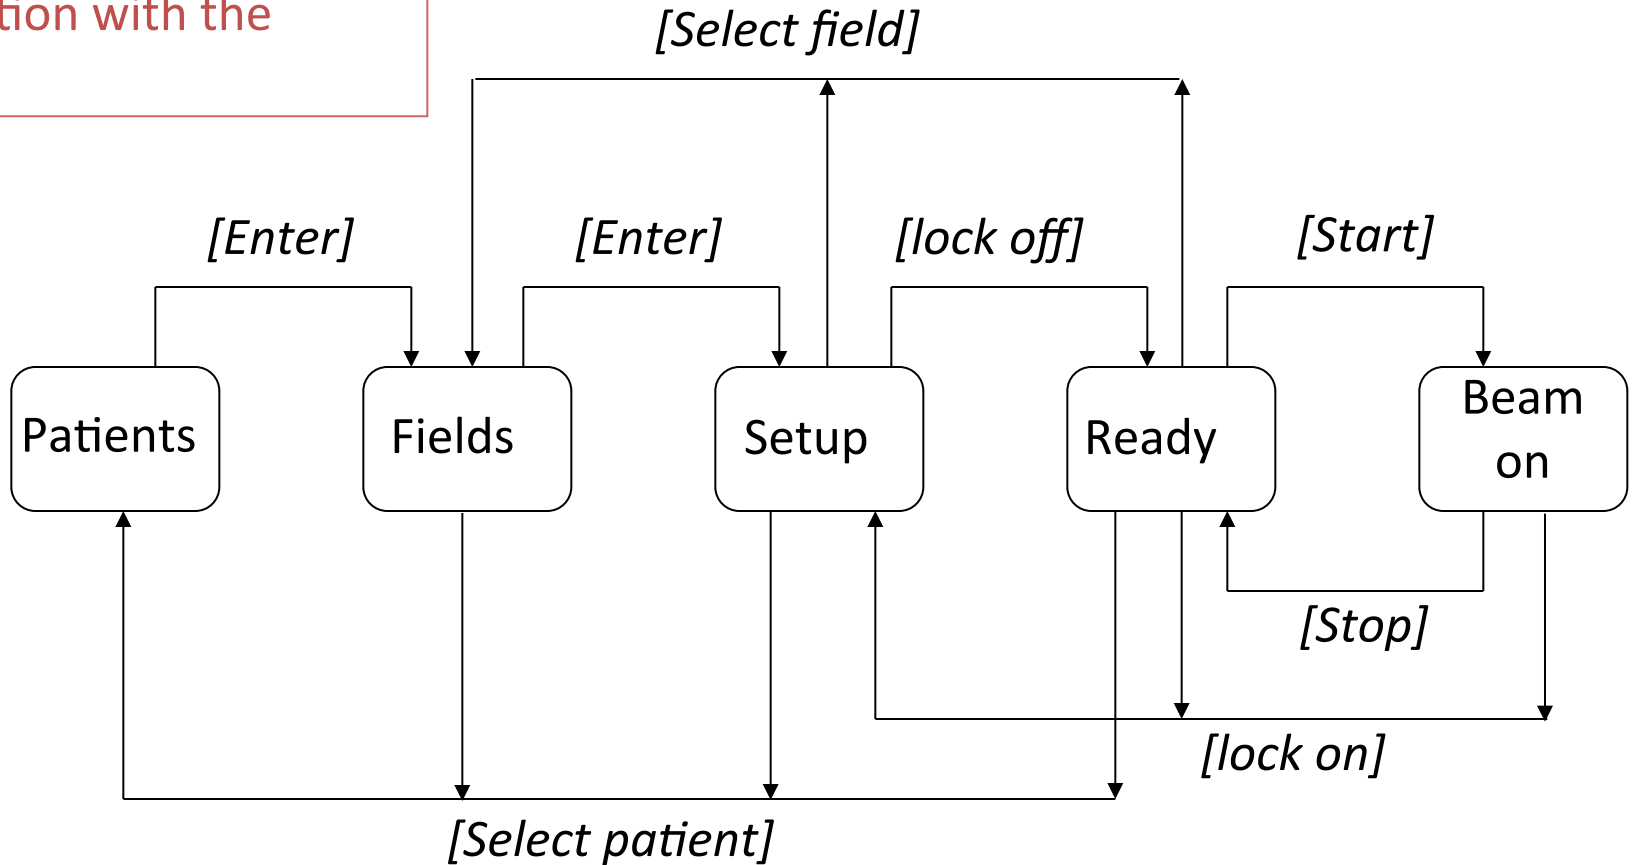 tion with the
[Select field]
[Enter]
[Enter]
[lock off]
[Start]
Patients
Fields
Setup
Ready
Beam
on
[Stop]
[lock on]
[Select patient]